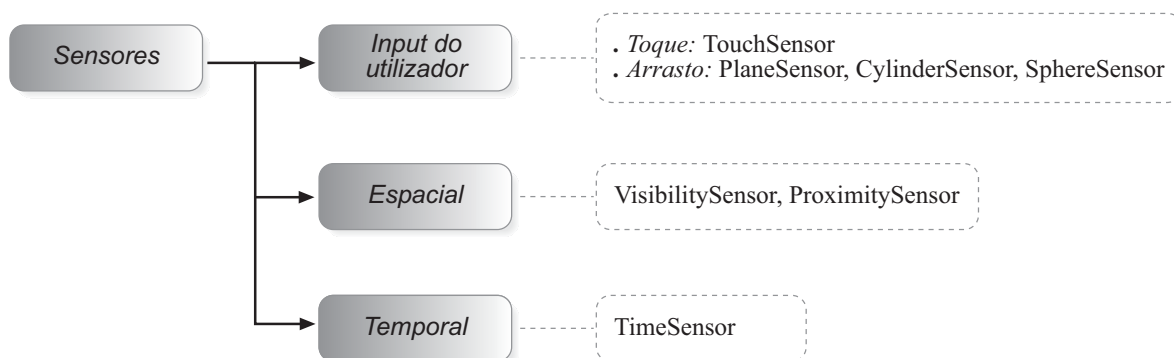 Sensores
Input do
utilizador
. Toque: TouchSensor
. Arrasto: PlaneSensor, CylinderSensor, SphereSensor
Espacial
VisibilitySensor, ProximitySensor
Temporal
TimeSensor